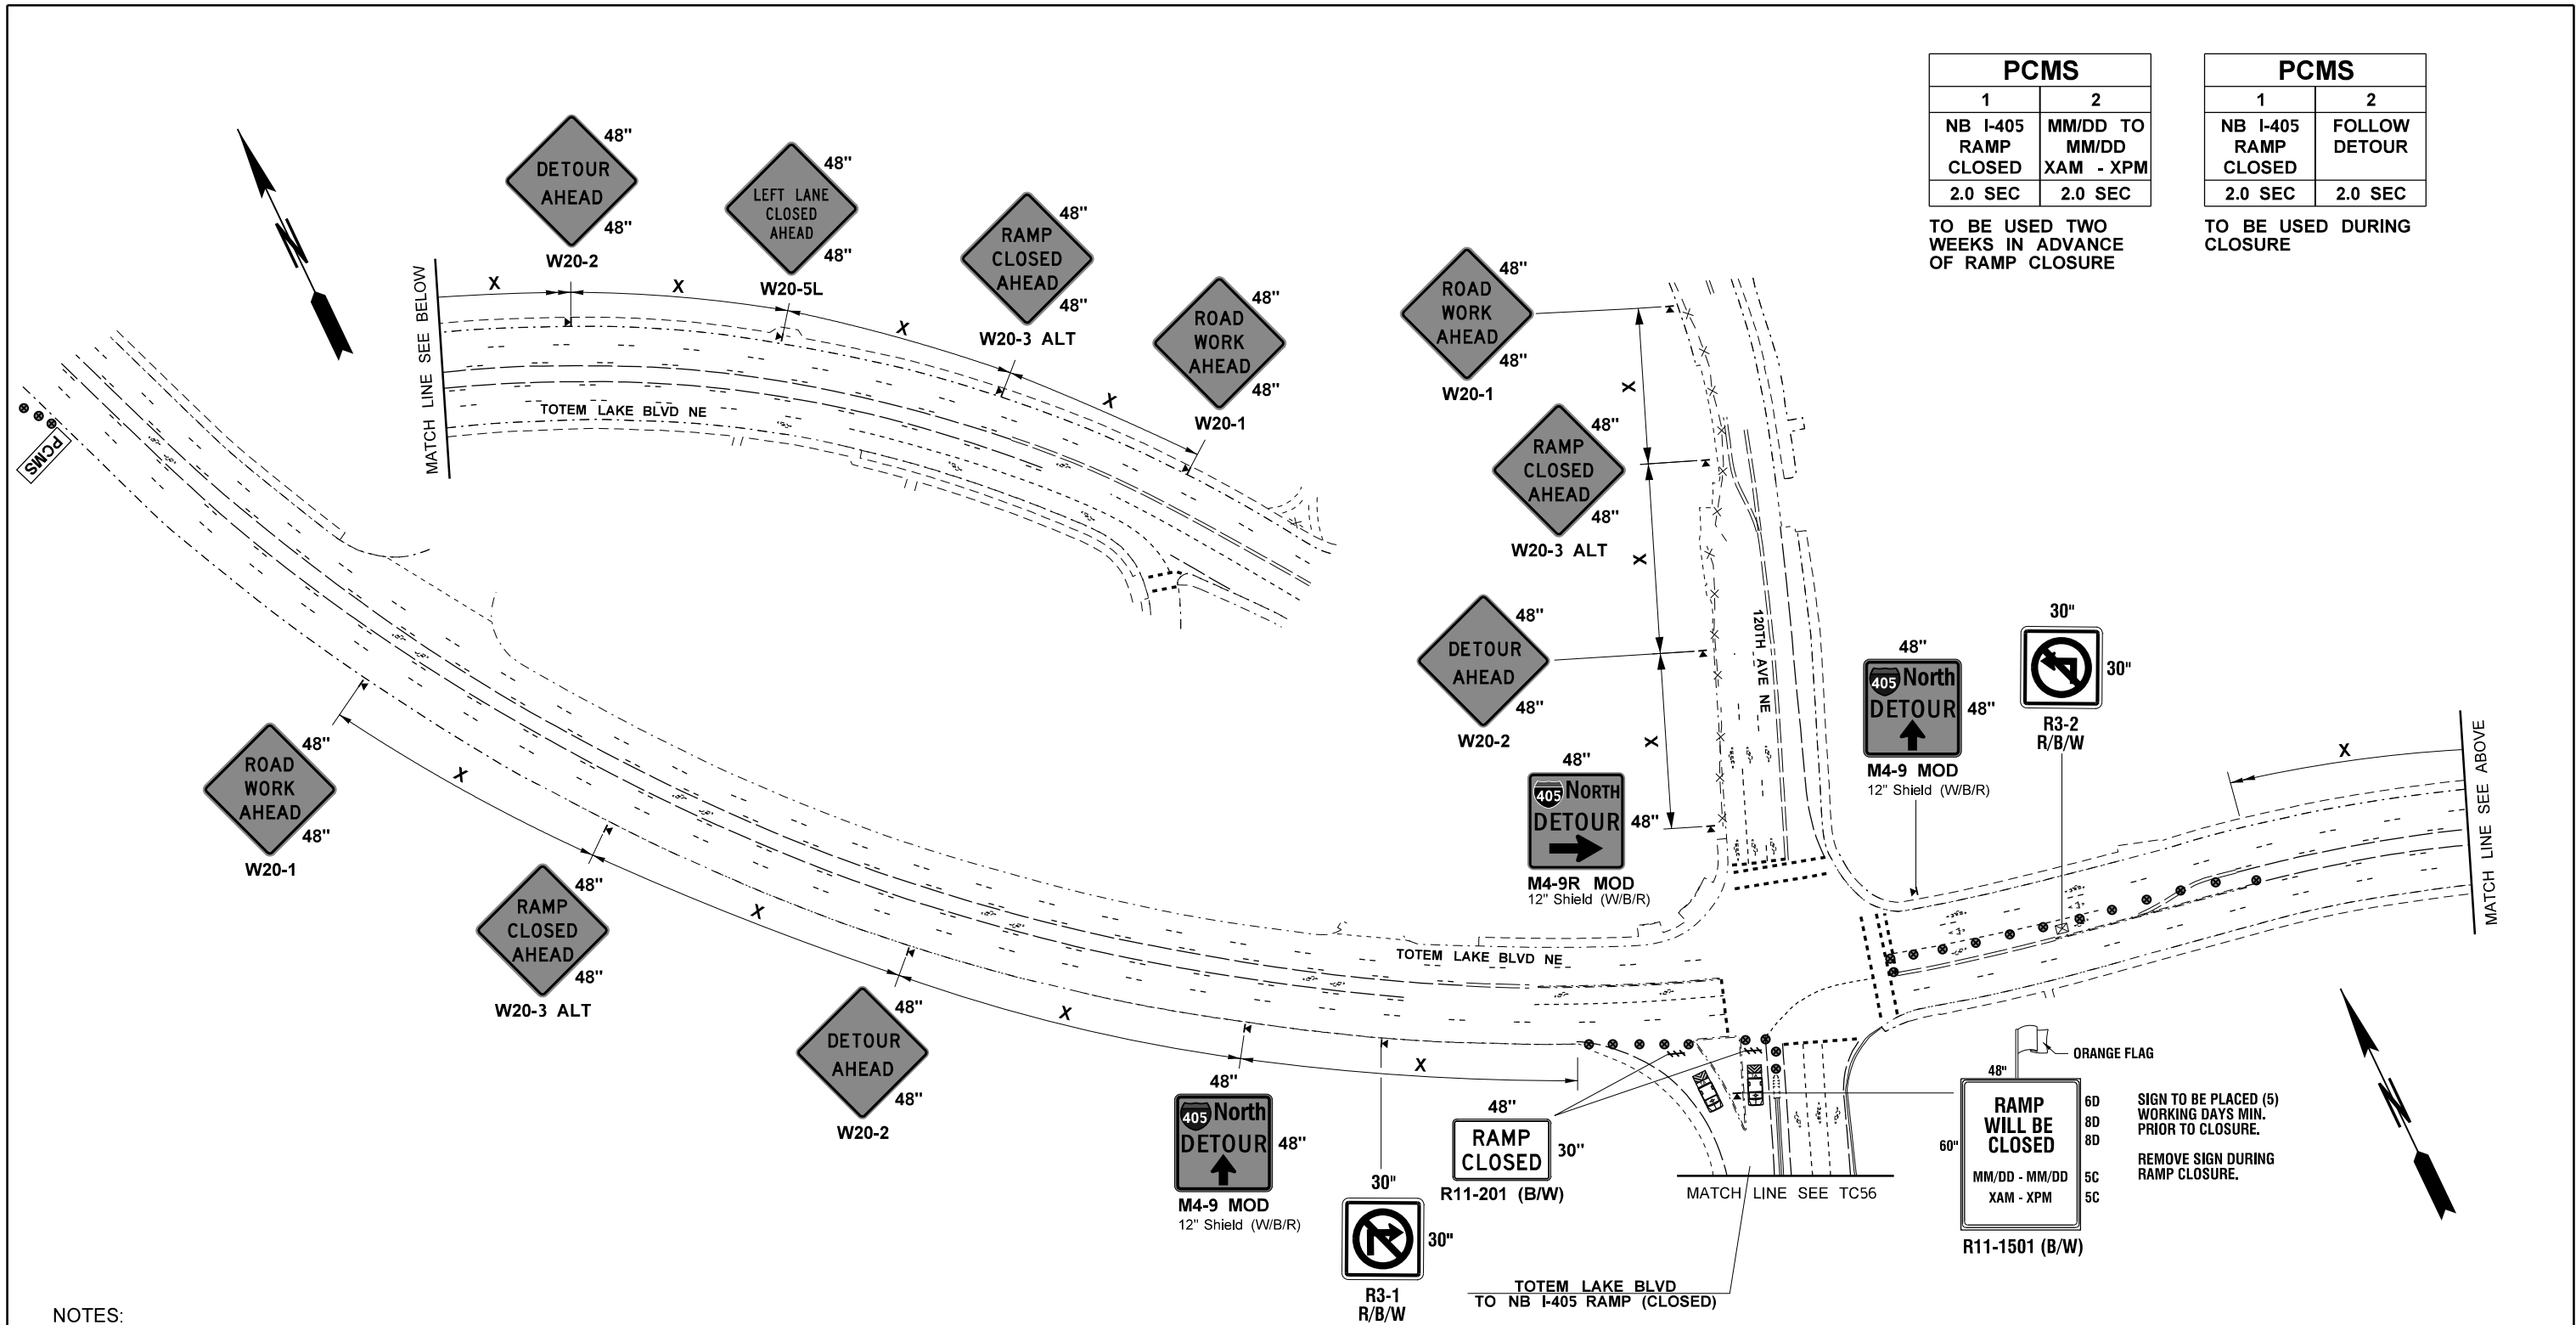 PCMS
1 2
NB I-405 RAMP CLOSED
MM/DD TO MM/DD XAM - XPM
2.0 SEC 2.0 SEC
TO BE USED TWO
WEEKS IN ADVANCE
OF RAMP CLOSURE
PCMS
1 2
NB I-405 RAMP CLOSED
FOLLOW DETOUR
2.0 SEC 2.0 SEC
TO BE USED DURING
CLOSURE
DETOUR
AHEAD
48"
48"
W20-2
LEFT LANE
CLOSED
AHEAD
48"
48"
W20-5L
RAMP
CLOSED
AHEAD
48"
48"
W20-3 ALT
ROAD
WORK
AHEAD
48"
48"
W20-1
X
X
X
X
MATCH LINE SEE BELOW
TOTEM LAKE BLVD NE
N
PCMS
ROAD
WORK
AHEAD
48"
48"
W20-1
RAMP
CLOSED
AHEAD
48"
48"
W20-3 ALT
DETOUR
AHEAD
48"
48"
W20-2
X
X
X
120TH AVE NE
48"
405 NORTH
DETOUR
48"
M4-9R MOD
12" Shield (W/B/R)
48"
405 North
DETOUR
48"
M4-9 MOD
12" Shield (W/B/R)
30"
30"
R3-2
R/B/W
X
MATCH LINE SEE ABOVE
ROAD
WORK
AHEAD
48"
48"
W20-1
X
RAMP
CLOSED
AHEAD
48"
48"
W20-3 ALT
X
DETOUR
AHEAD
48"
48"
W20-2
X
TOTEM LAKE BLVD NE
X
48"
405 North
DETOUR
48"
M4-9 MOD
12" Shield (W/B/R)
30"
30"
R3-1
R/B/W
48"
RAMP
CLOSED
30"
R11-201 (B/W)
MATCH LINE SEE TC56
TOTEM LAKE BLVD
TO NB I-405 RAMP (CLOSED)
ORANGE FLAG
48"
60"
RAMP 6D
WILL BE 8D
CLOSED 8D
MM/DD - MM/DD 5C
XAM - XPM 5C
R11-1501 (B/W)
SIGN TO BE PLACED (5)
WORKING DAYS MIN.
PRIOR TO CLOSURE.
REMOVE SIGN DURING
RAMP CLOSURE.
N
NOTES: